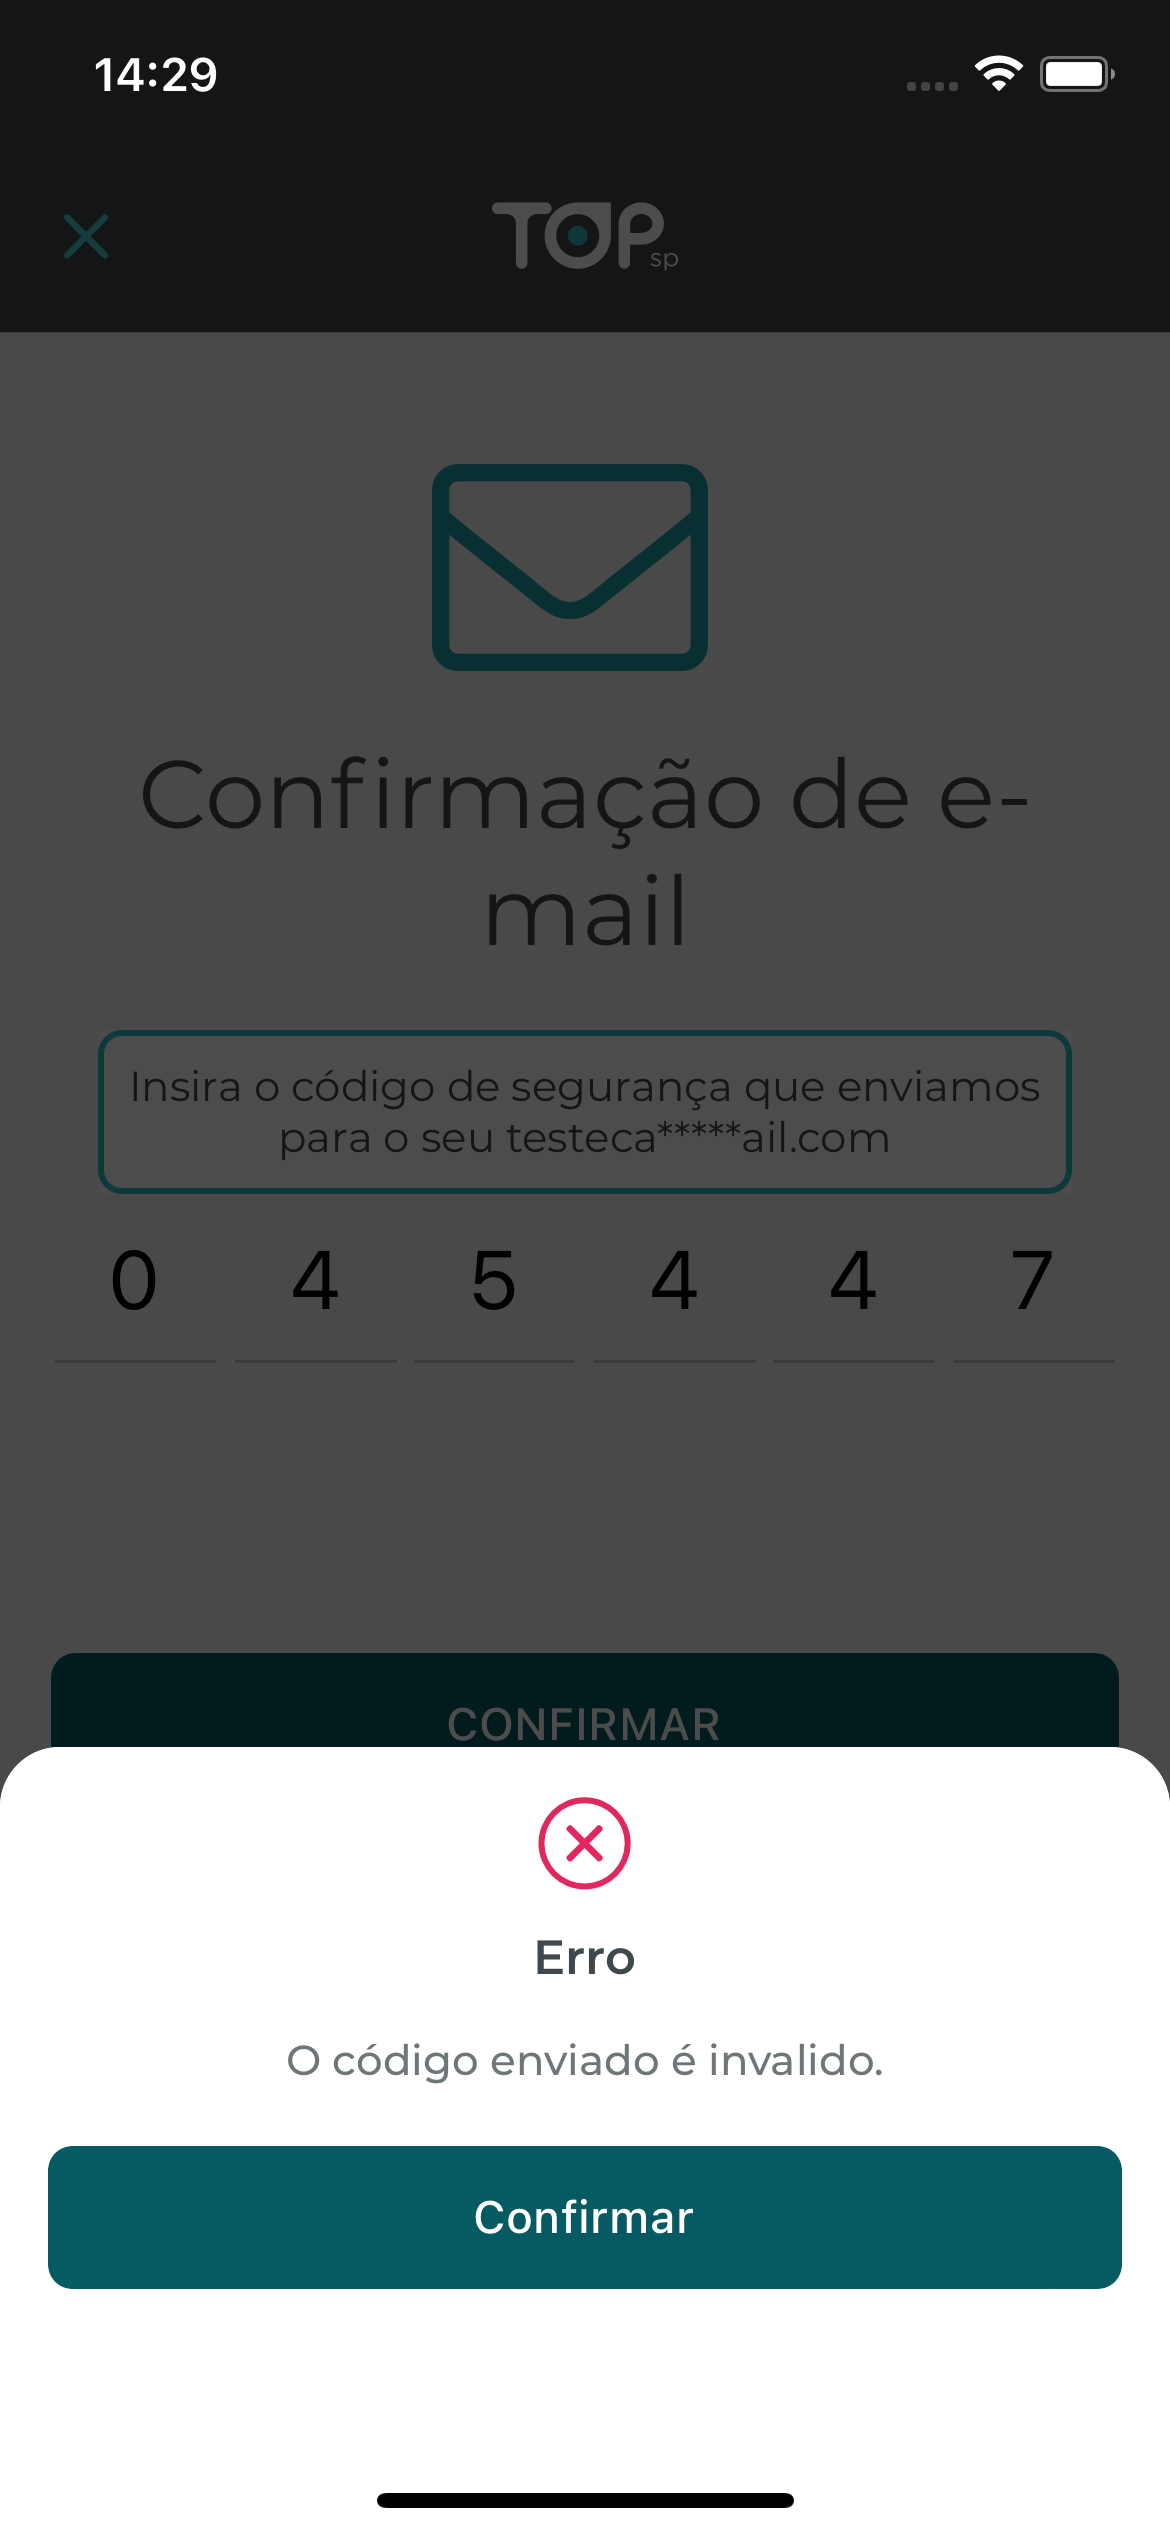 14:29
TOP
sp
Confirmação de e-
mail
Insira o código de segurança que enviamos
para o seu testeca*****ail.com
0 4 5 4 4 7
CONFIRMAR
Erro
O código enviado é invalido.
Confirmar